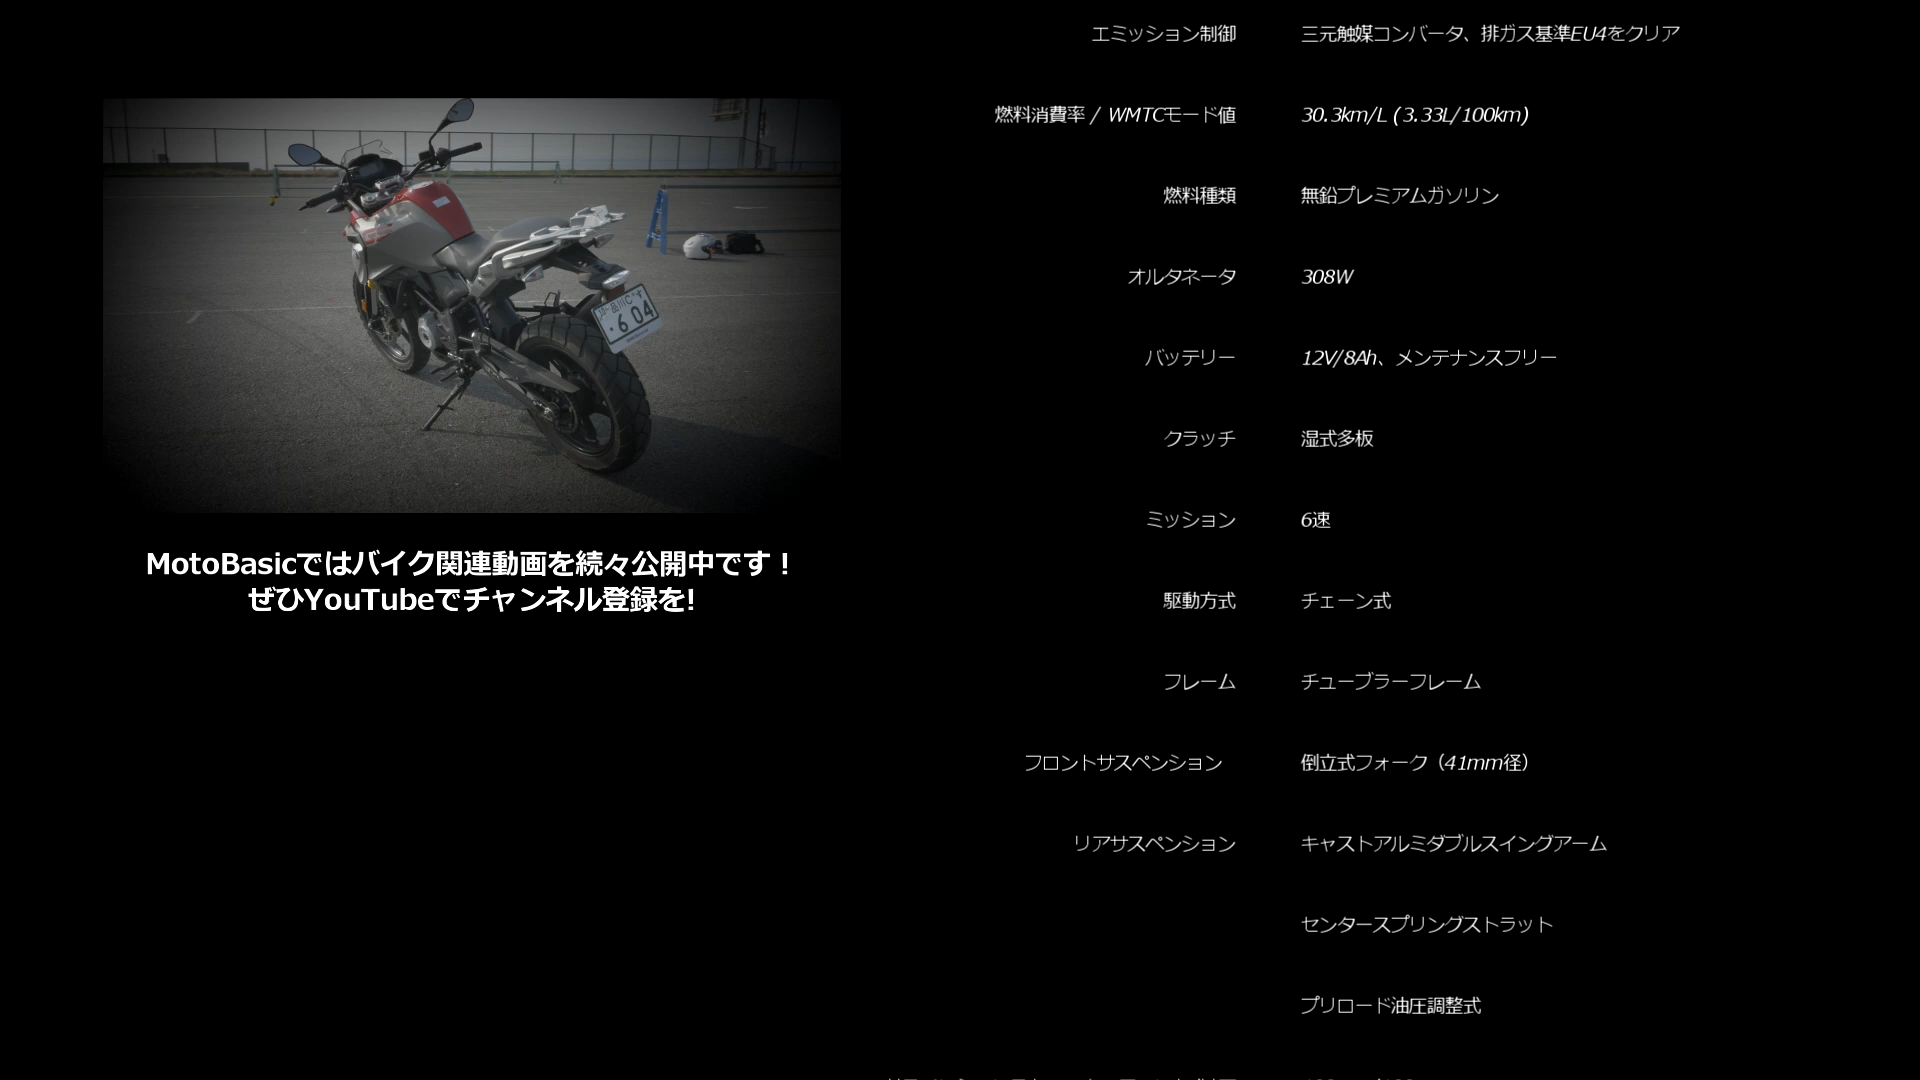 エミッション制御 三元触媒コンバータ、排ガス基準EU4をクリア
燃料消費率 / WMTCモード値 30.3km/L (3.33L/100km)
燃料種類 無鉛プレミアムガソリン
オルタネータ 308W
バッテリー 12V/8Ah、メンテナンスフリー
クラッチ 湿式多板
ミッション 6速
駆動方式 チェーン式
フレーム チューブラーフレーム
フロントサスペンション 倒立式フォーク（41mm径）
リアサスペンション キャストアルミダブルスイングアーム
センタースプリングストラット
プリロード油圧調整式
品川C
・604
MotoBasicではバイク関連動画を続々公開中です！
ぜひYouTubeでチャンネル登録を!